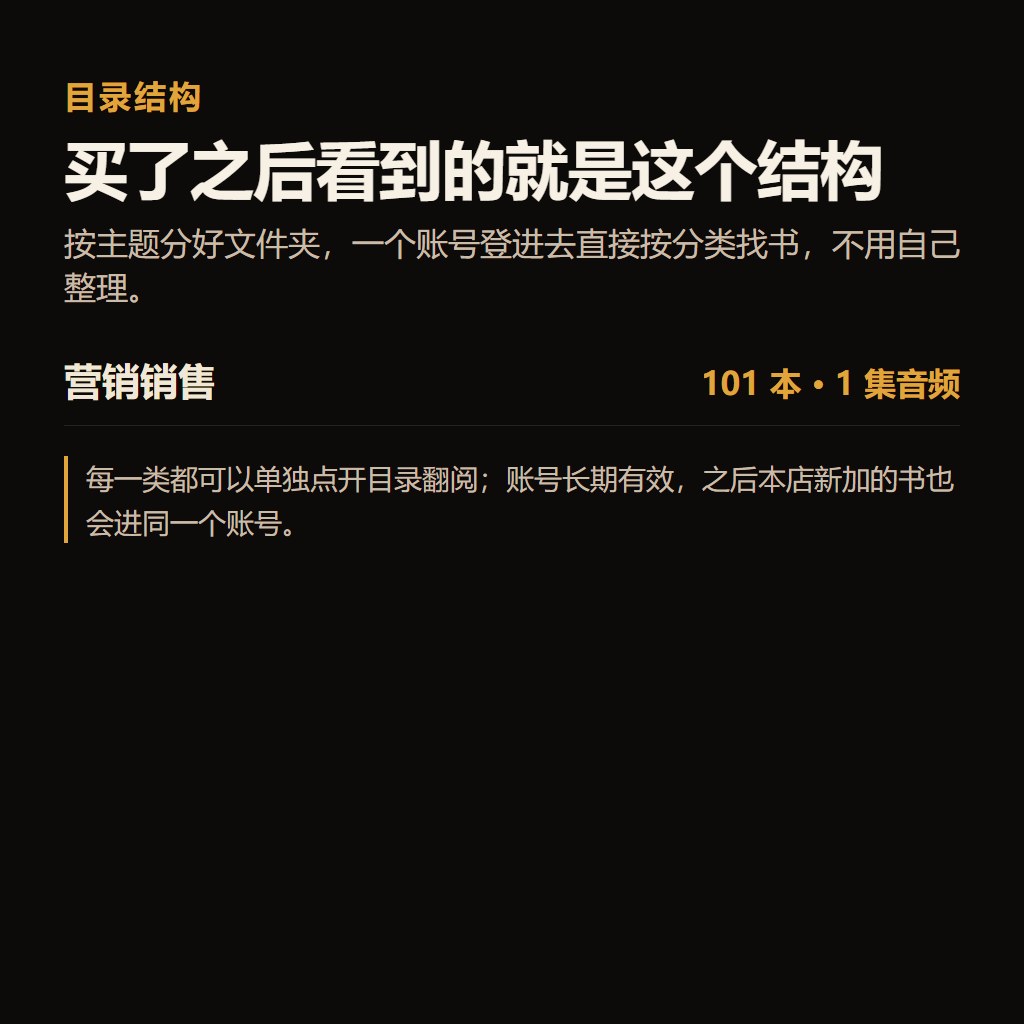 目录结构
买了之后看到的就是这个结构
按主题分好文件夹，一个账号登进去直接按分类找书，不用自己
整理。
营销销售
101 本 · 1 集音频
每一类都可以单独点开目录翻阅；账号长期有效，之后本店新加的书也
会进同一个账号。